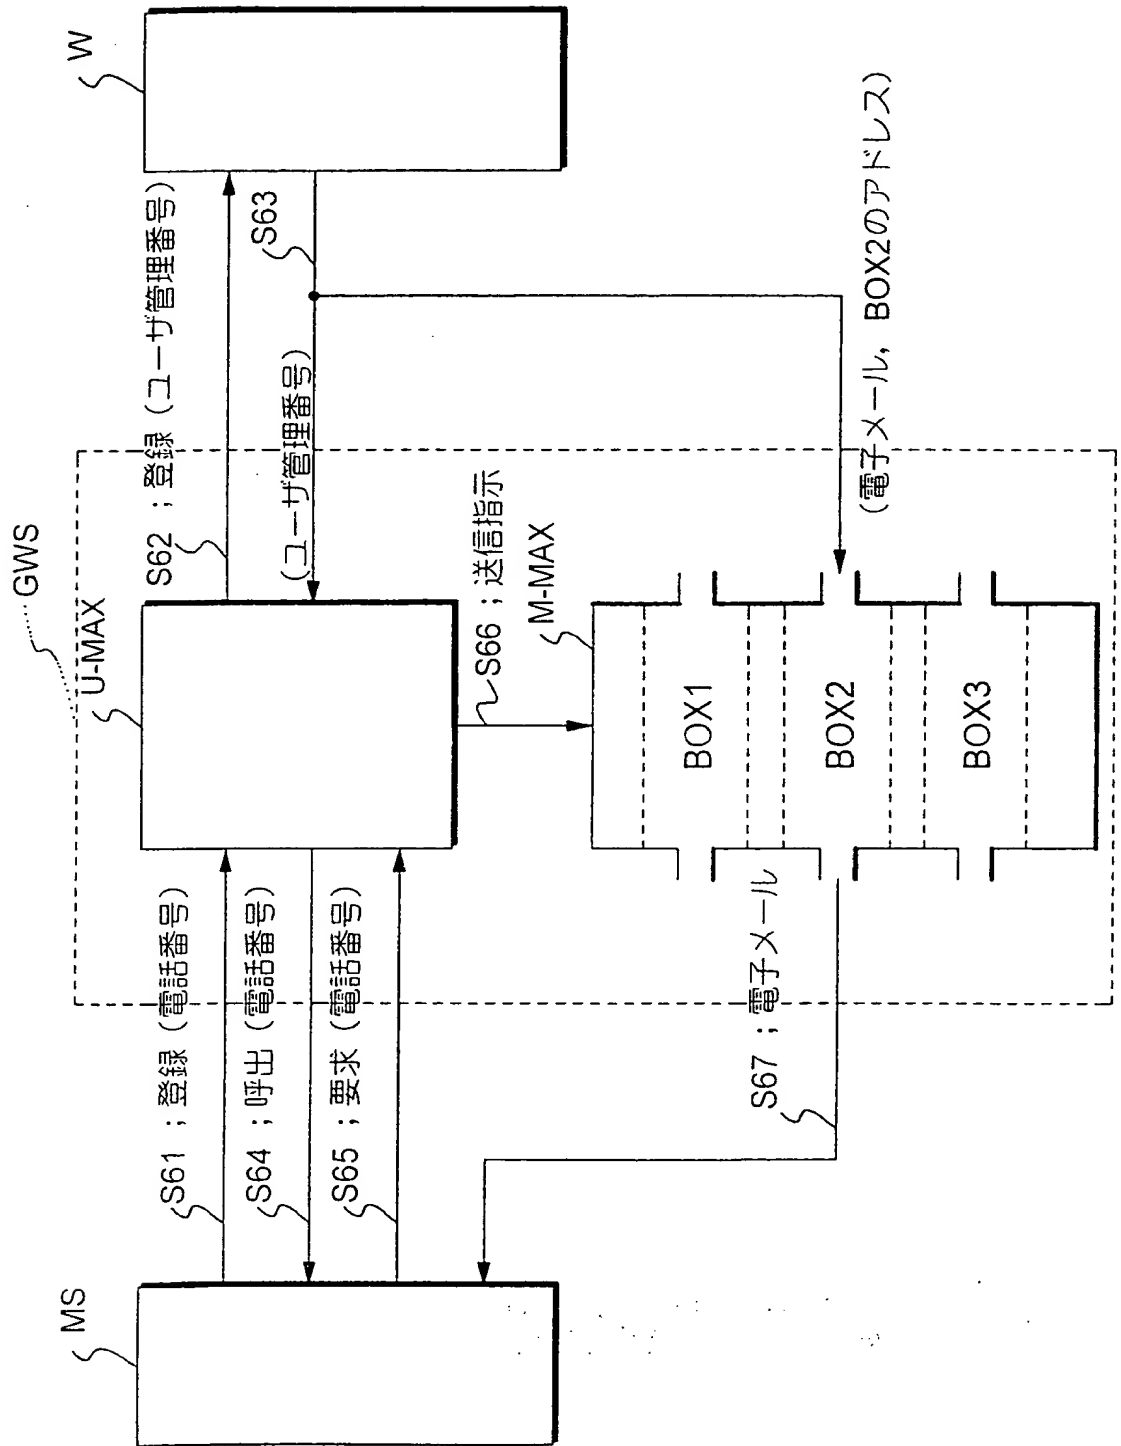 MS
S61 ; 登録 (電話番号)
S64 ; 呼出 (電話番号)
S65 ; 要求 (電話番号)
GWS
U-MAX
S62 ; 登録 (ユーザ管理番号)
W
S63
(ユーザ管理番号)
S66 ; 送信指示
M-MAX
BOX1
BOX2
BOX3
(電子メール, BOX2のアドレス)
S67 ; 電子メール